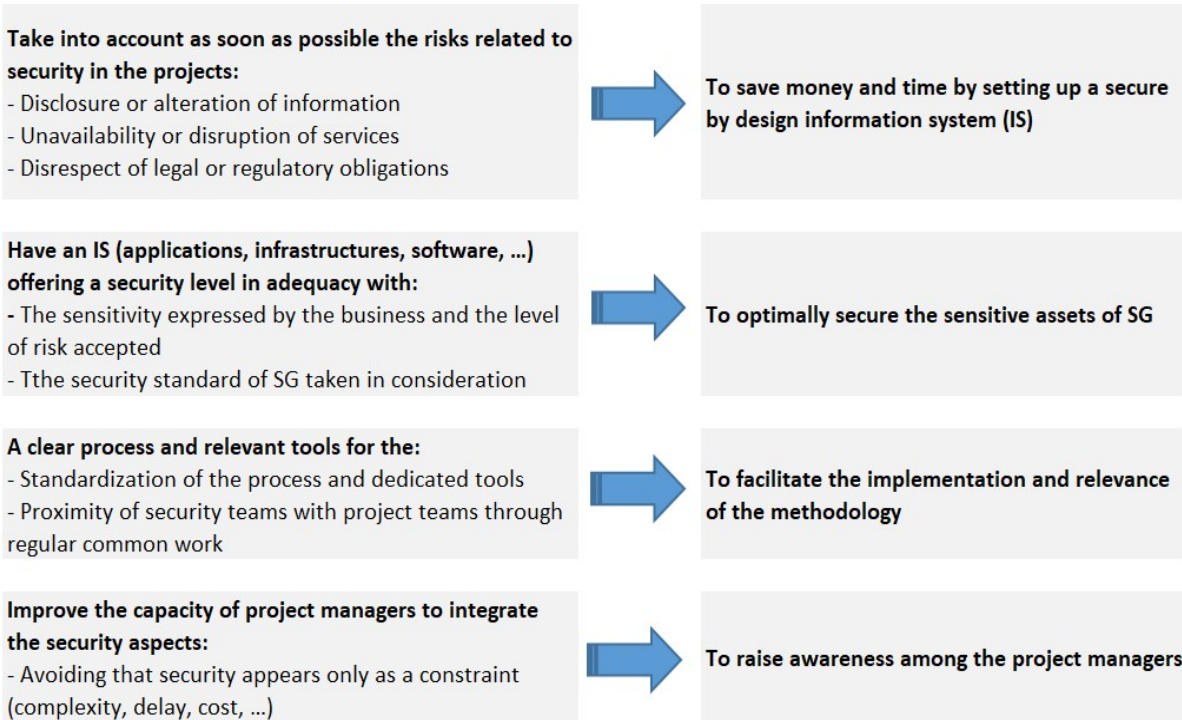 Take into account as soon as possible the risks related to
security in the projects:
- Disclosure or alteration of information
- Unavailability or disruption of services
- Disrespect of legal or regulatory obligations
To save money and time by setting up a secure
by design information system (IS)
Have an IS (applications, infrastructures, software, …)
offering a security level in adequacy with:
- The sensitivity expressed by the business and the level
of risk accepted
- Tthe security standard of SG taken in consideration
To optimally secure the sensitive assets of SG
A clear process and relevant tools for the:
- Standardization of the process and dedicated tools
- Proximity of security teams with project teams through
regular common work
To facilitate the implementation and relevance
of the methodology
Improve the capacity of project managers to integrate
the security aspects:
- Avoiding that security appears only as a constraint
(complexity, delay, cost, …)
To raise awareness among the project managers